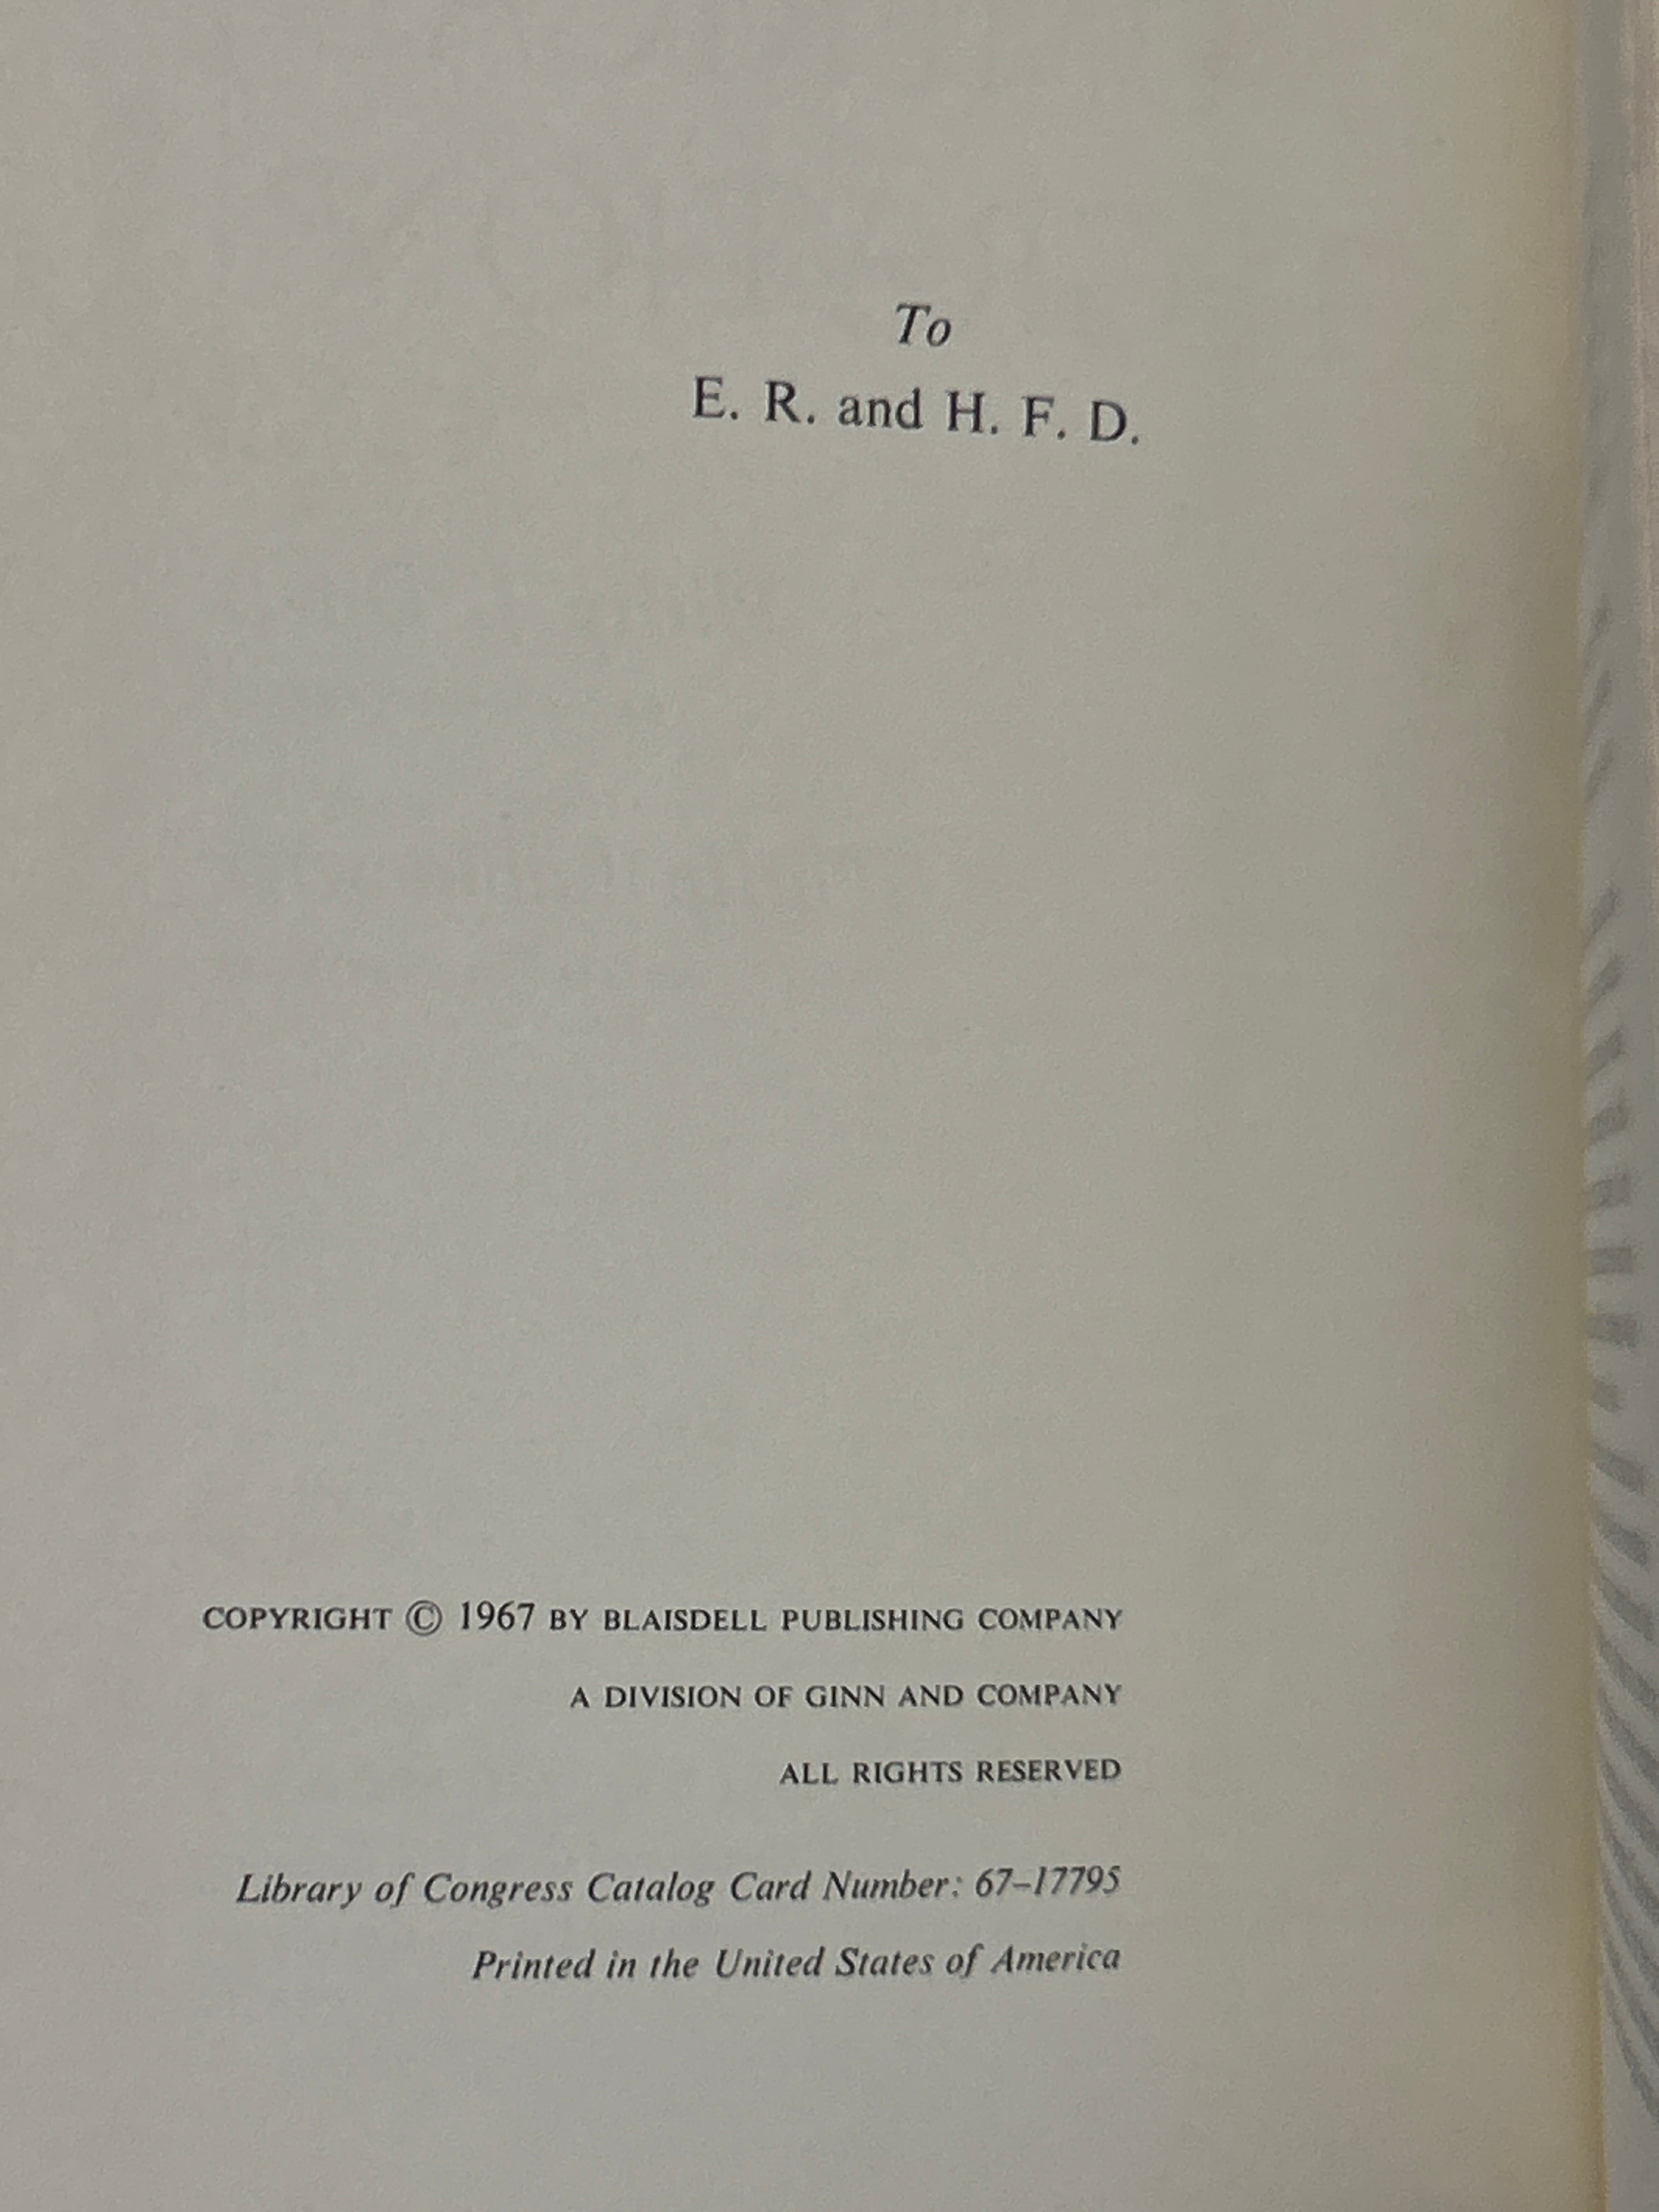 To
E. R. and H. F. D.
COPYRIGHT © 1967 BY BLAISDELL PUBLISHING COMPANY
A DIVISION OF GINN AND COMPANY
ALL RIGHTS RESERVED
Library of Congress Catalog Card Number: 67–17795
Printed in the United States of America